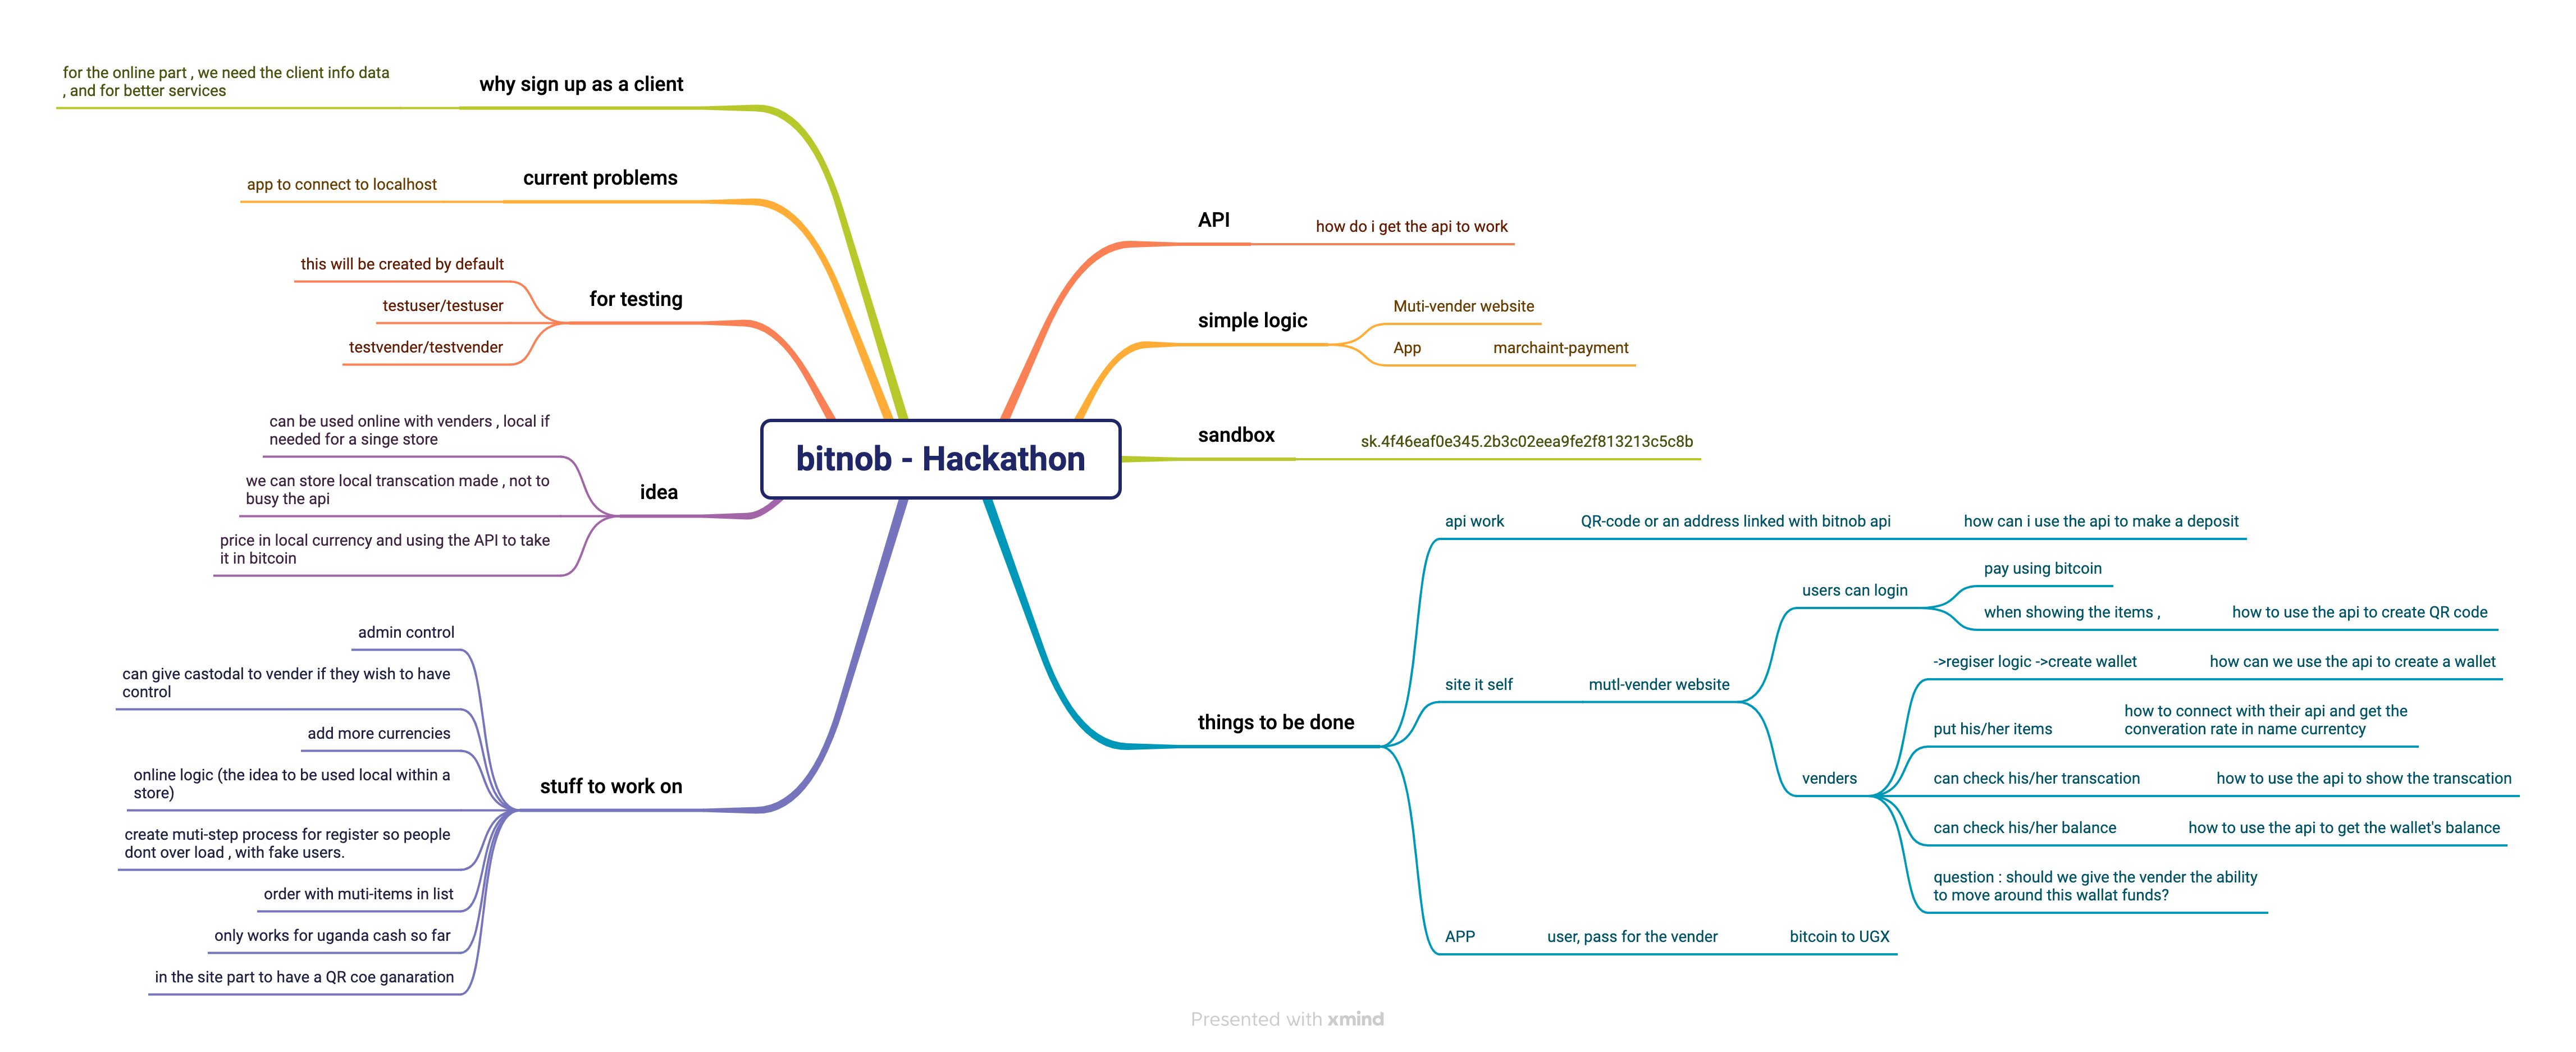 bitnob - Hackathon
why sign up as a client
for the online part , we need the client info data
, and for better services
current problems
app to connect to localhost
for testing
this will be created by default
testuser/testuser
testvender/testvender
idea
can be used online with venders , local if
needed for a singe store
we can store local transcation made , not to
busy the api
price in local currency and using the API to take
it in bitcoin
stuff to work on
admin control
can give castodal to vender if they wish to have
control
add more currencies
online logic (the idea to be used local within a
store)
create muti-step process for register so people
dont over load , with fake users.
order with muti-items in list
only works for uganda cash so far
in the site part to have a QR coe ganaration
API
how do i get the api to work
simple logic
Muti-vender website
App
marchaint-payment
sandbox
sk.4f46eaf0e345.2b3c02eea9fe2f813213c5c8b
things to be done
api work
QR-code or an address linked with bitnob api
how can i use the api to make a deposit
site it self
mutl-vender website
users can login
pay using bitcoin
when showing the items ,
how to use the api to create QR code
venders
->regiser logic ->create wallet
how can we use the api to create a wallet
put his/her items
how to connect with their api and get the
converation rate in name currentcy
can check his/her transcation
how to use the api to show the transcation
can check his/her balance
how to use the api to get the wallet's balance
question : should we give the vender the ability
to move around this wallat funds?
APP
user, pass for the vender
bitcoin to UGX
Presented with xmind